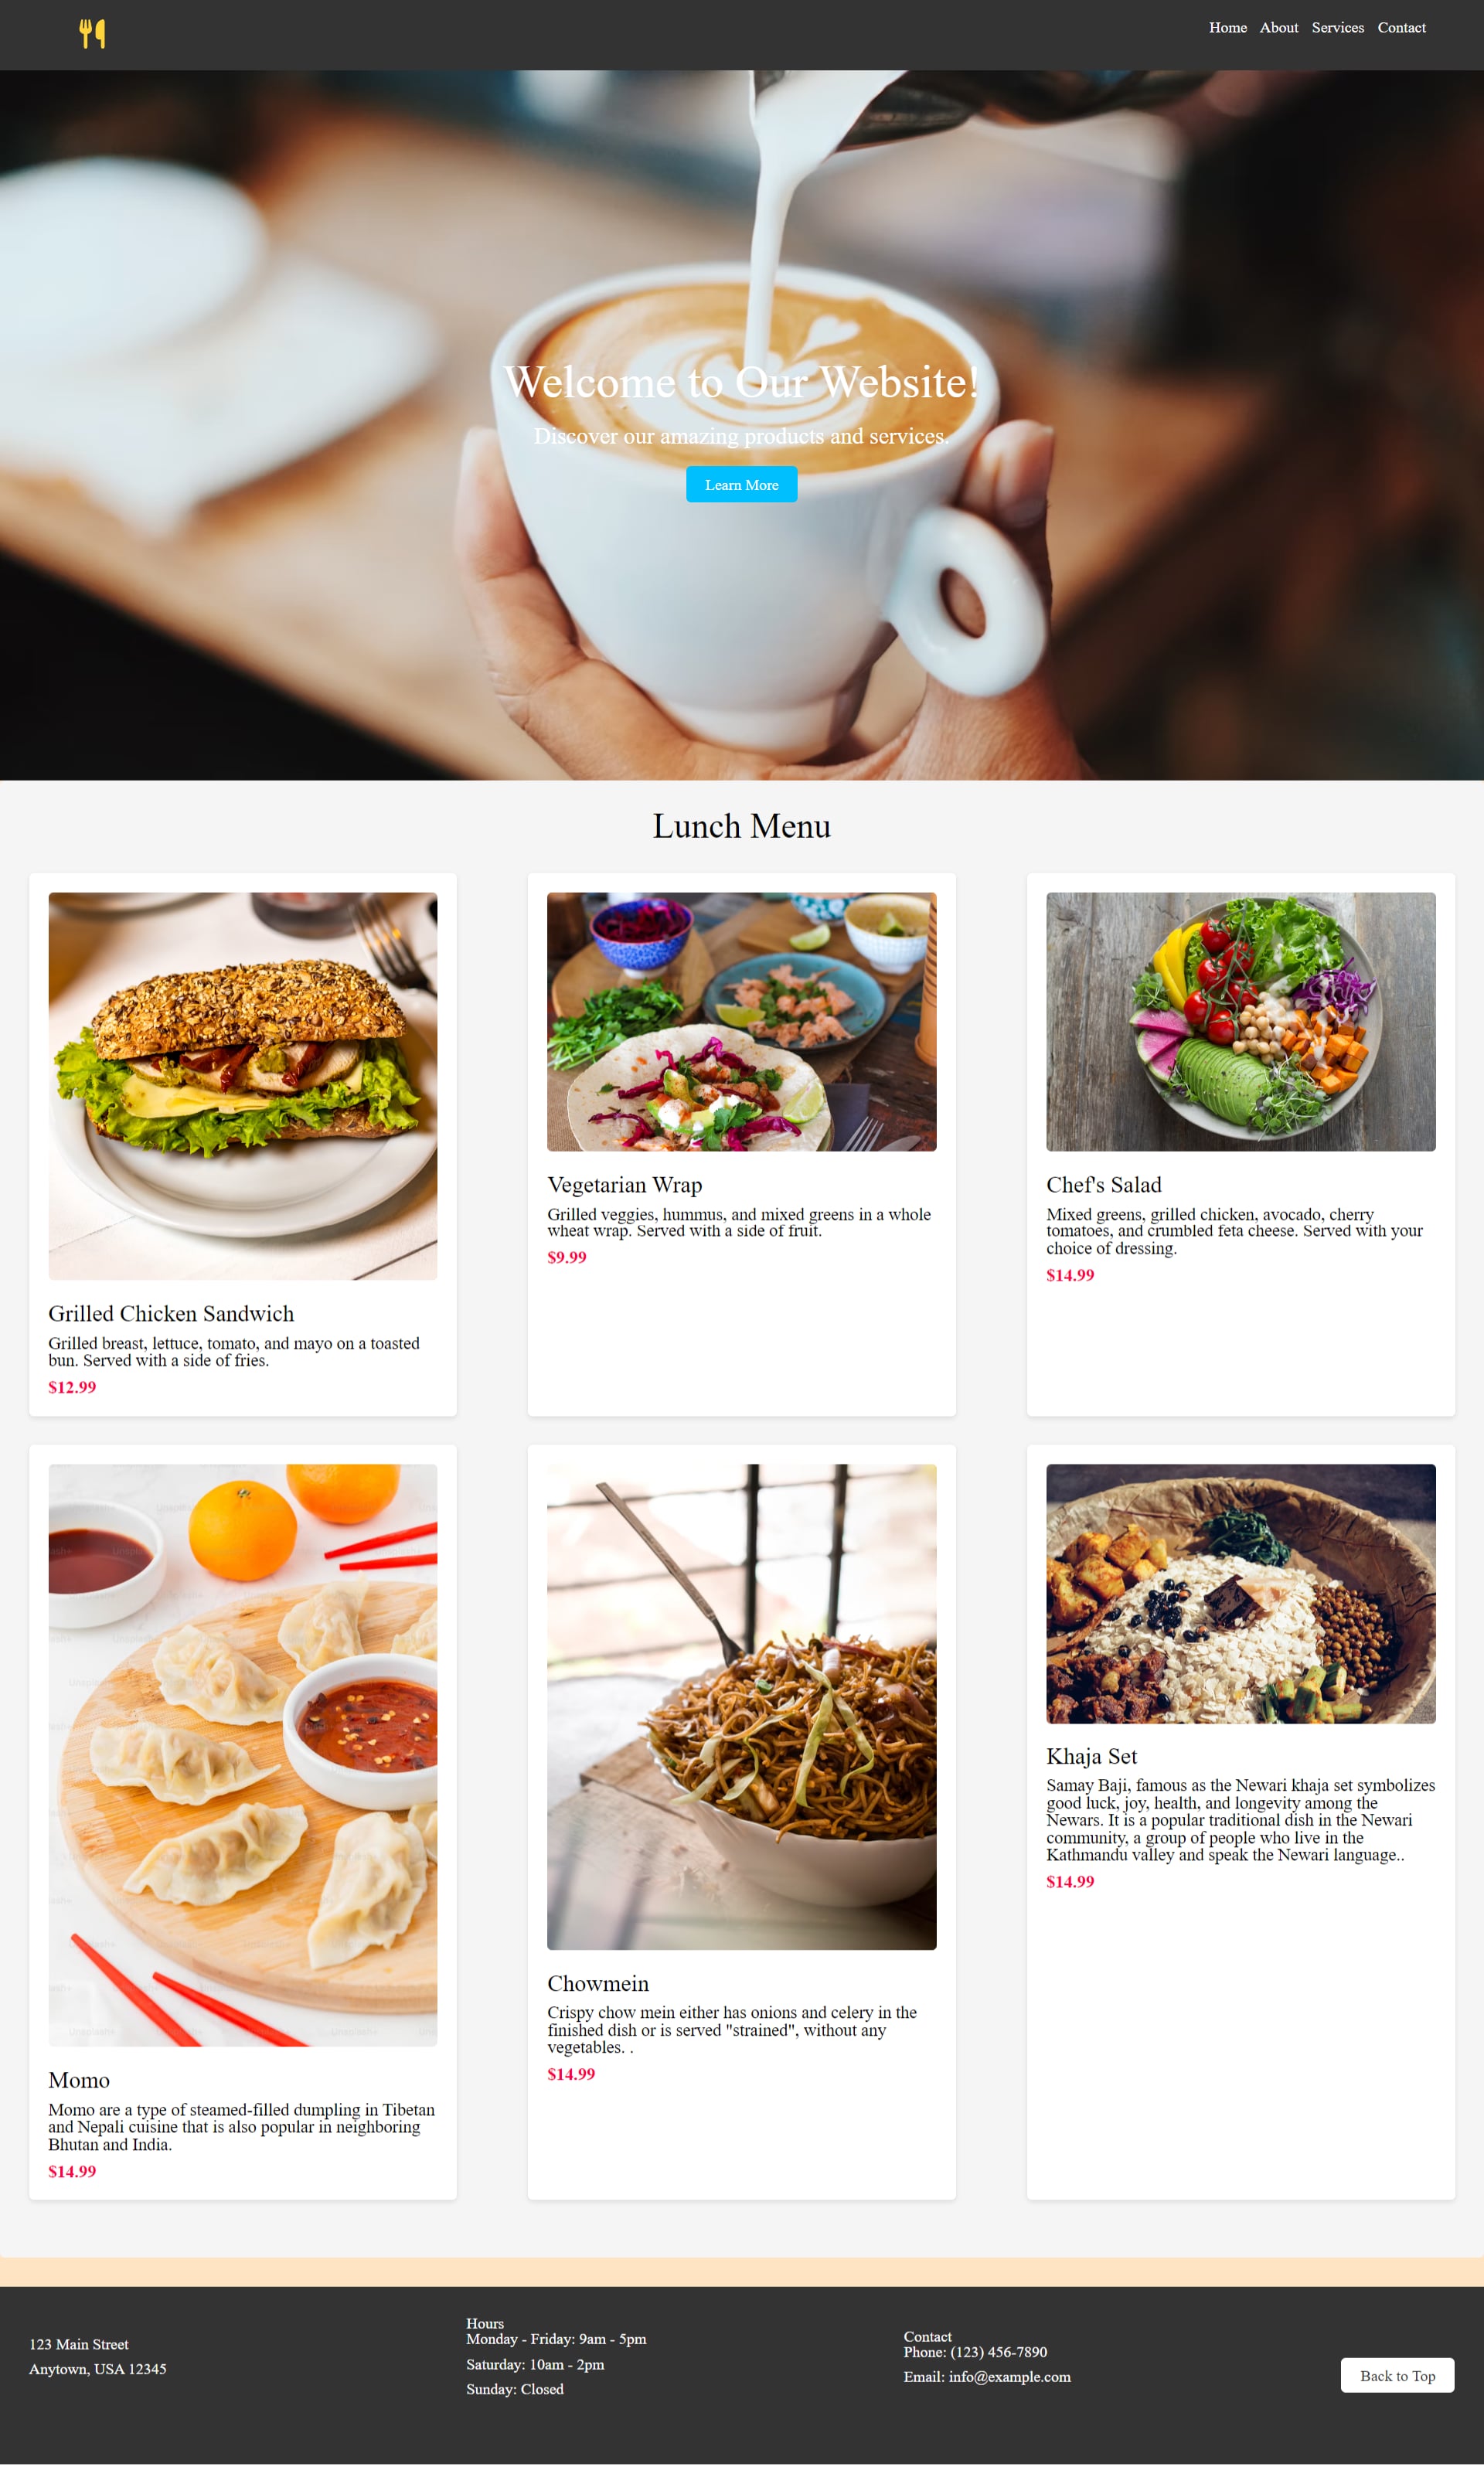 Home About Services Contact
Welcome to Our Website!
Discover our amazing products and services.
Learn More
Lunch Menu
Grilled Chicken Sandwich
Grilled breast, lettuce, tomato, and mayo on a toasted
bun. Served with a side of fries.
$12.99
Vegetarian Wrap
Grilled veggies, hummus, and mixed greens in a whole
wheat wrap. Served with a side of fruit.
$9.99
Chef's Salad
Mixed greens, grilled chicken, avocado, cherry
tomatoes, and crumbled feta cheese. Served with your
choice of dressing.
$14.99
Momo
Momo are a type of steamed-filled dumpling in Tibetan
and Nepali cuisine that is also popular in neighboring
Bhutan and India.
$14.99
Chowmein
Crispy chow mein either has onions and celery in the
finished dish or is served "strained", without any
vegetables. .
$14.99
Khaja Set
Samay Baji, famous as the Newari khaja set symbolizes
good luck, joy, health, and longevity among the
Newars. It is a popular traditional dish in the Newari
community, a group of people who live in the
Kathmandu valley and speak the Newari language..
$14.99
123 Main Street
Anytown, USA 12345
Hours
Monday - Friday: 9am - 5pm
Saturday: 10am - 2pm
Sunday: Closed
Contact
Phone: (123) 456-7890
Email: info@example.com
Back to Top